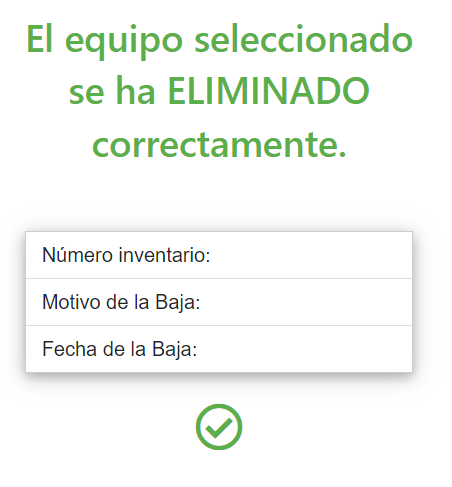 El equipo seleccionado
se ha ELIMINADO
correctamente.
Número inventario:
Motivo de la Baja:
Fecha de la Baja: